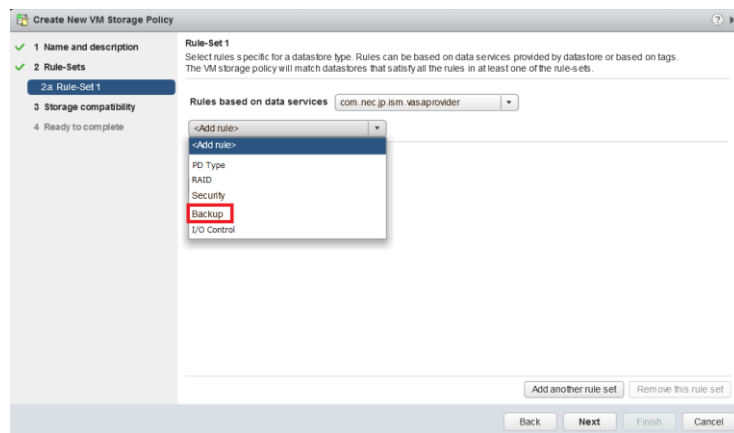 Create New VM Storage Policy
?
1 Name and description
2 Rule-Sets
2a Rule-Set 1
3 Storage compatibility
4 Ready to complete
Rule-Set 1
Select rules specific for a datastore type. Rules can be based on data services provided by datastore or based on tags.
The VM storage policy will match datastores that satisfy all the rules in at least one of the rule-sets.
Rules based on data services com.nec.jp.ism.vasaprovider
<Add rule>
<Add rule>
PD Type
RAID
Security
Backup
I/O Control
Add another rule set Remove this rule set
Back Next Finish Cancel